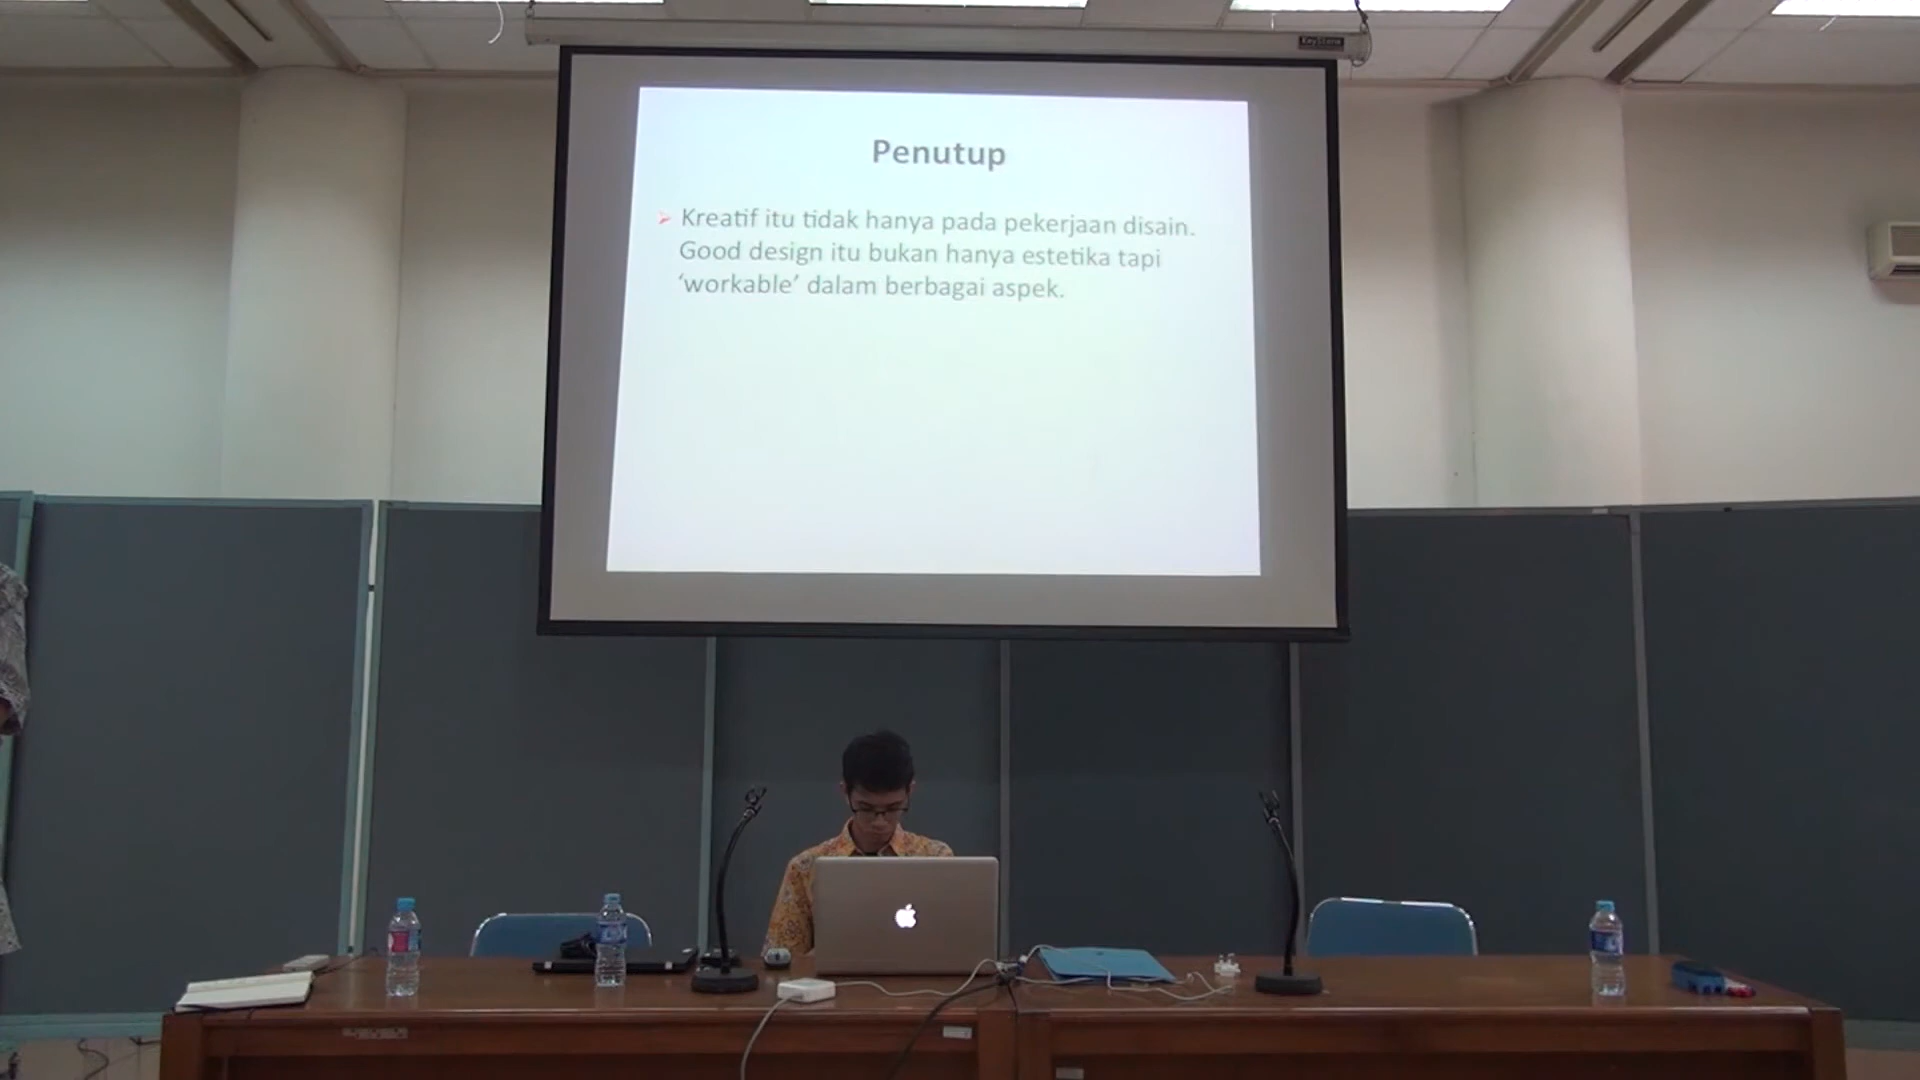 KeyStone
Penutup
Kreatif itu tidak hanya pada pekerjaan disain.
Good design itu bukan hanya estetika tapi
‘workable’ dalam berbagai aspek.